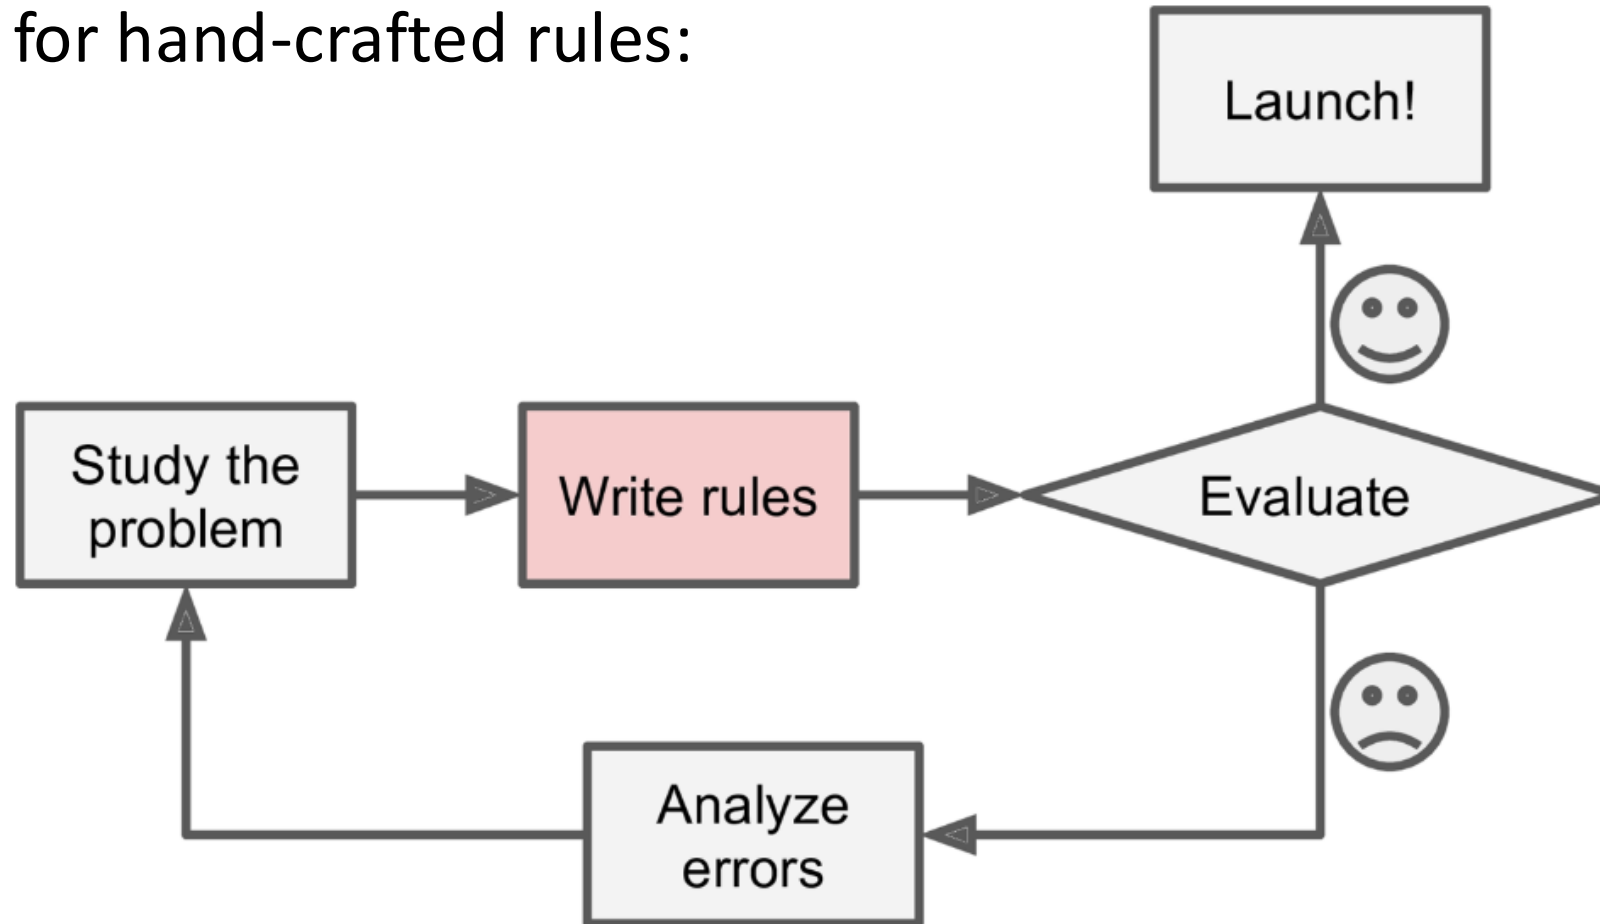 for hand-crafted rules:
Launch!
Study the
problem
Write rules
Evaluate
Analyze
errors